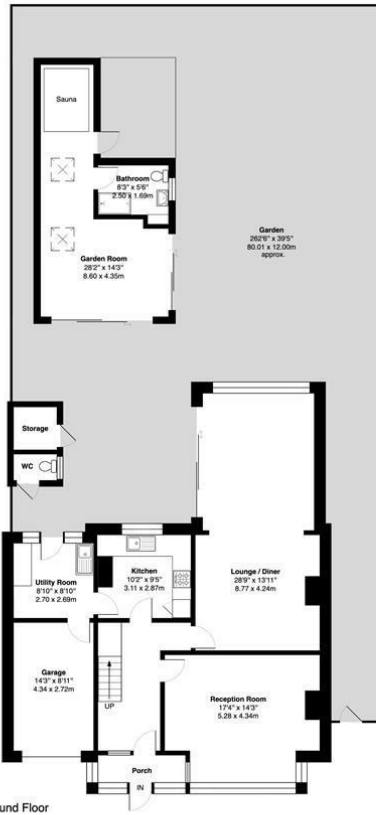 Sauna
Bathroom
8'3" x 5'6"
2.50 x 1.69m
Garden
262'6" x 39'5"
80.01 x 12.00m
approx.
Garden Room
28'2" x 14'3"
8.60 x 4.35m
Storage
WC
Utility Room
8'10" x 8'10"
2.70 x 2.69m
Kitchen
10'2" x 9'5"
3.11 x 2.87m
Lounge / Diner
28'9" x 13'11"
8.77 x 4.24m
Garage
14'3" x 8'11"
4.34 x 2.72m
UP
Reception Room
17'4" x 14'3"
5.28 x 4.34m
Porch
IN
und Floor